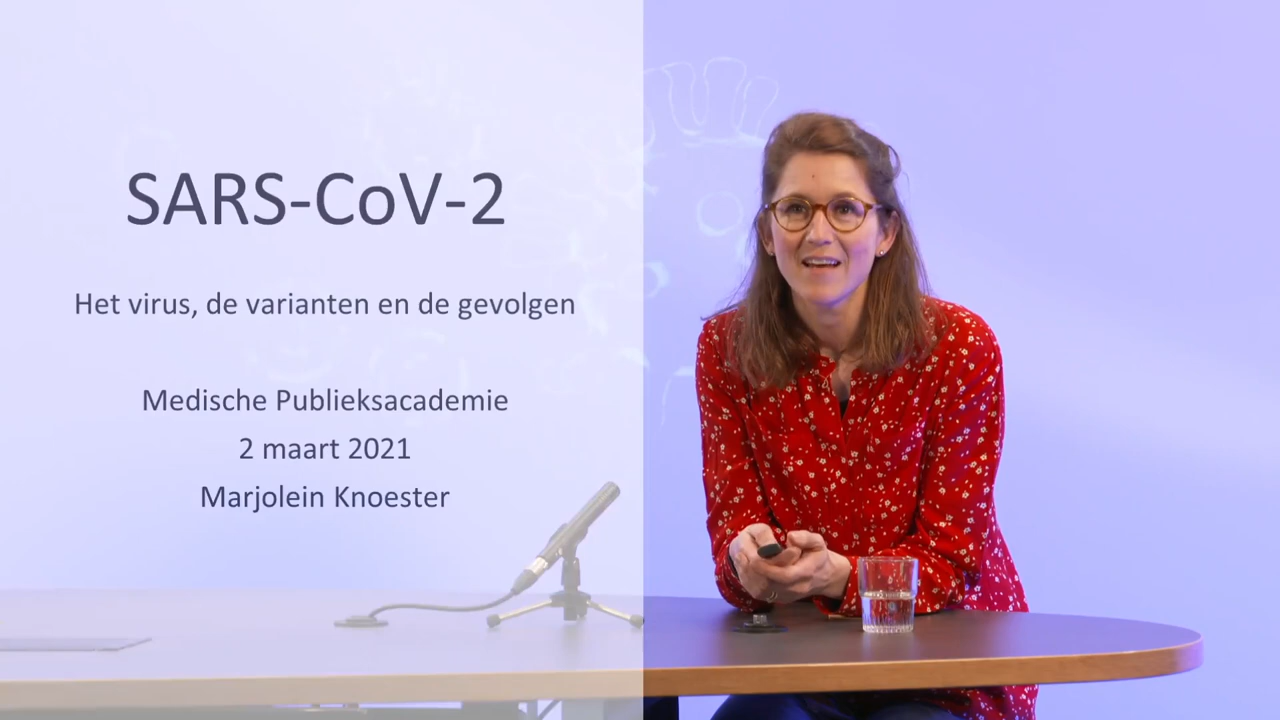 SARS-CoV-2
Het virus, de varianten en de gevolgen
Medische Publieksacademie
2 maart 2021
Marjolein Knoester